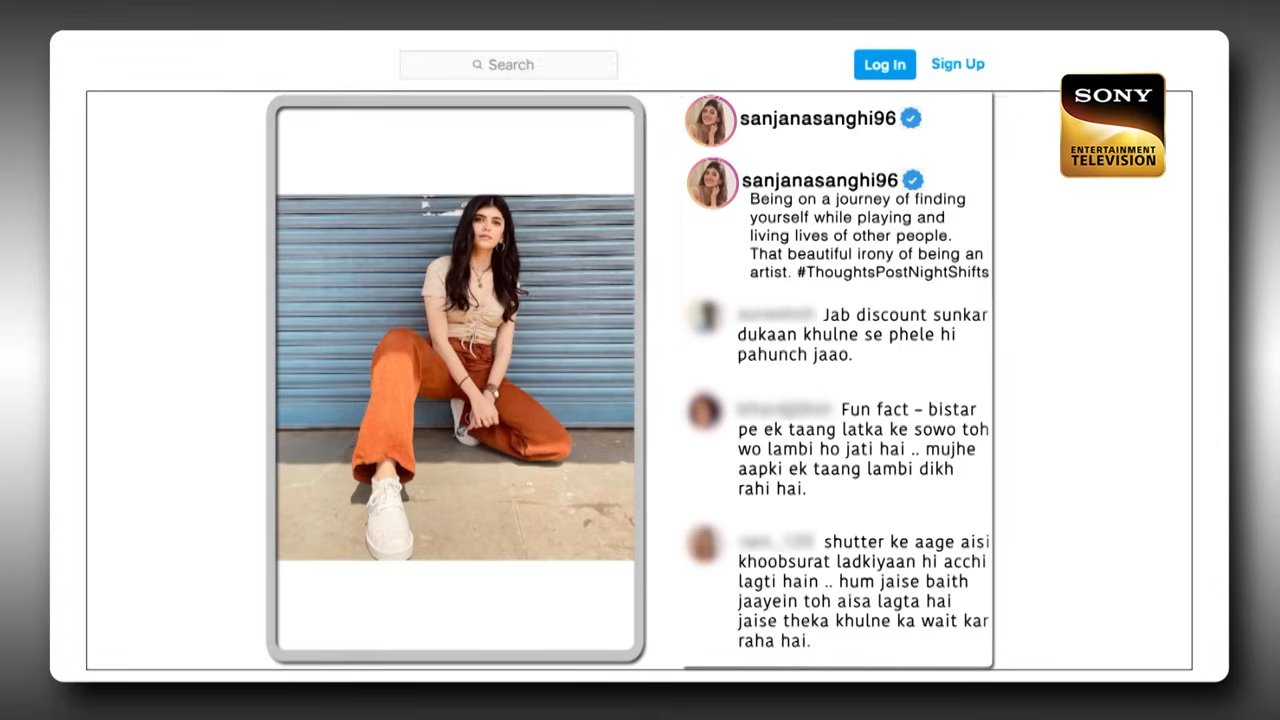 Search
Log In
Sign Up
SONY
ENTERTAINMENT
TELEVISION
sanjanasanghi96
sanjanasanghi96
Being on a journey of finding
yourself while playing and
living lives of other people.
That beautiful irony of being an
artist. #ThoughtsPostNightShifts
Jab discount sunkar
dukaan khulne se phele hi
pahunch jaao.
Fun fact – bistar
pe ek taang latka ke sowo toh
wo lambi ho jati hai .. mujhe
aapki ek taang lambi dikh
rahi hai.
shutter ke aage aisi
khoobsurat ladkiyaan hi acchi
lagti hain .. hum jaise baith
jaayein toh aisa lagta hai
jaise theka khulne ka wait kar
raha hai.